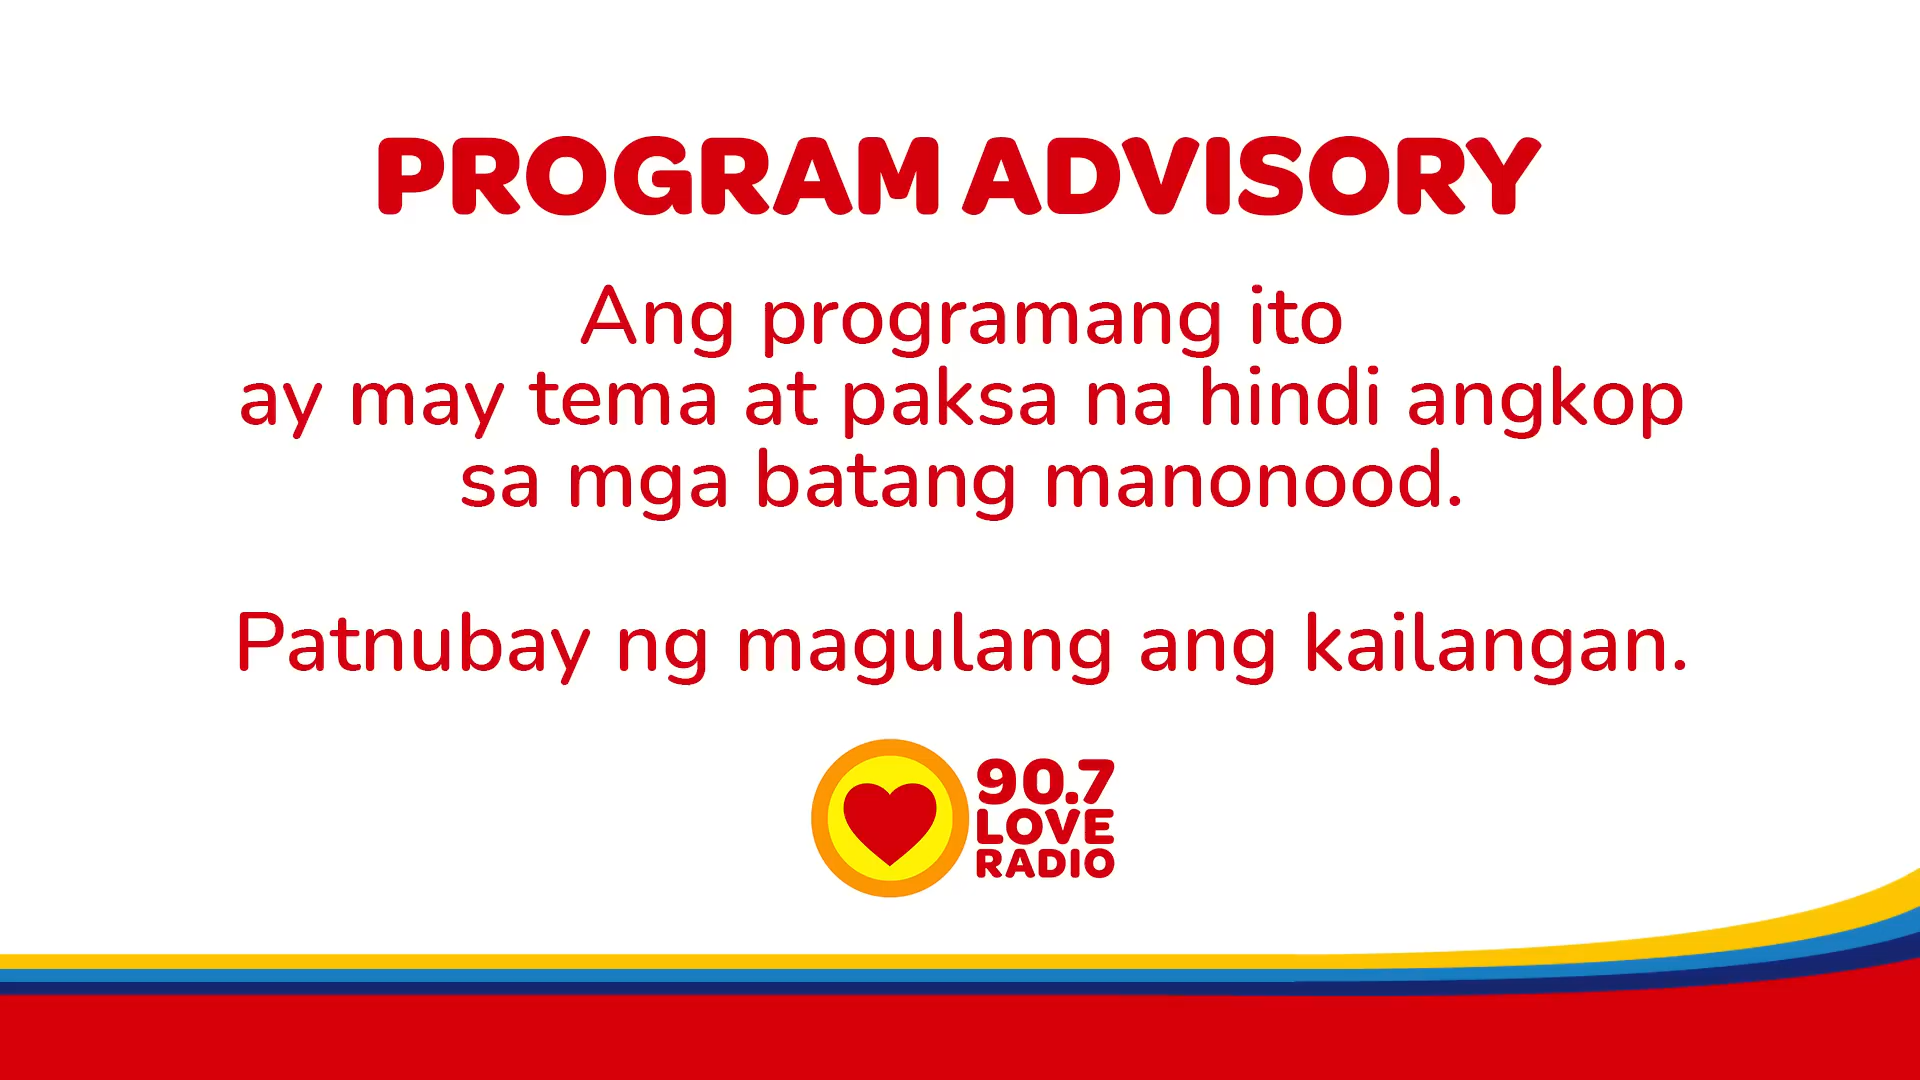 PROGRAM ADVISORY
Ang programang ito
ay may tema at paksa na hindi angkop
sa mga batang manonood.
Patnubay ng magulang ang kailangan.
90.7
LOVE
RADIO